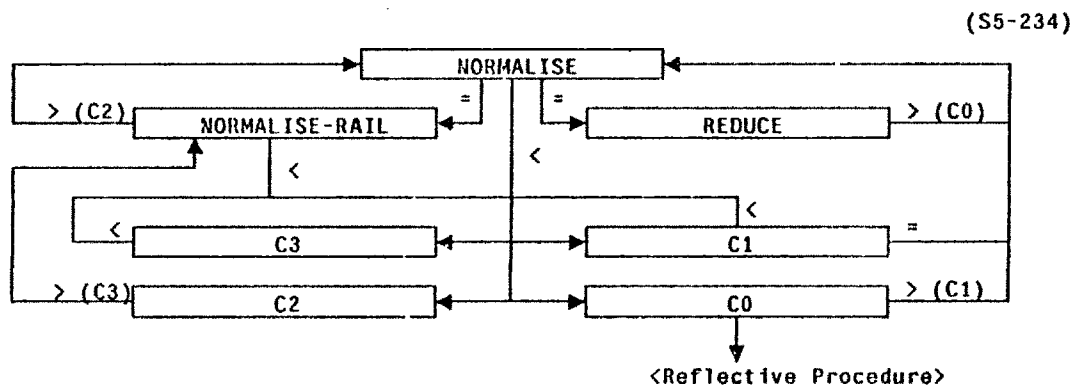 (S5-234)
NORMALISE
= =
> (C2) NORMALISE-RAIL REDUCE > (C0)
<
<
<
< C3 C1 =
> (C3) C2 C0 > (C1)
<Reflective Procedure>